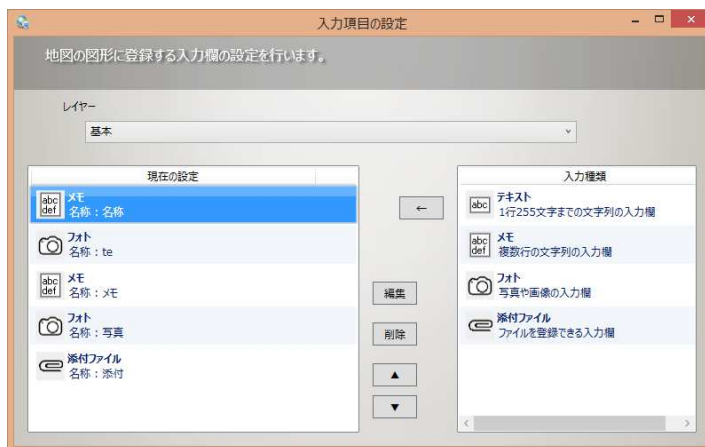 入力項目の設定
地図の図形に登録する入力欄の設定を行います。
レイヤー
基本
現在の設定
abc
def
メモ
名称：名称
フォト
名称：te
abc
def
メモ
名称：メモ
フォト
名称：写真
添付ファイル
名称：添付
←
編集
削除
▲
▼
入力種類
abc
テキスト
1行255文字までの文字列の入力欄
abc
def
メモ
複数行の文字列の入力欄
フォト
写真や画像の入力欄
添付ファイル
ファイルを登録できる入力欄